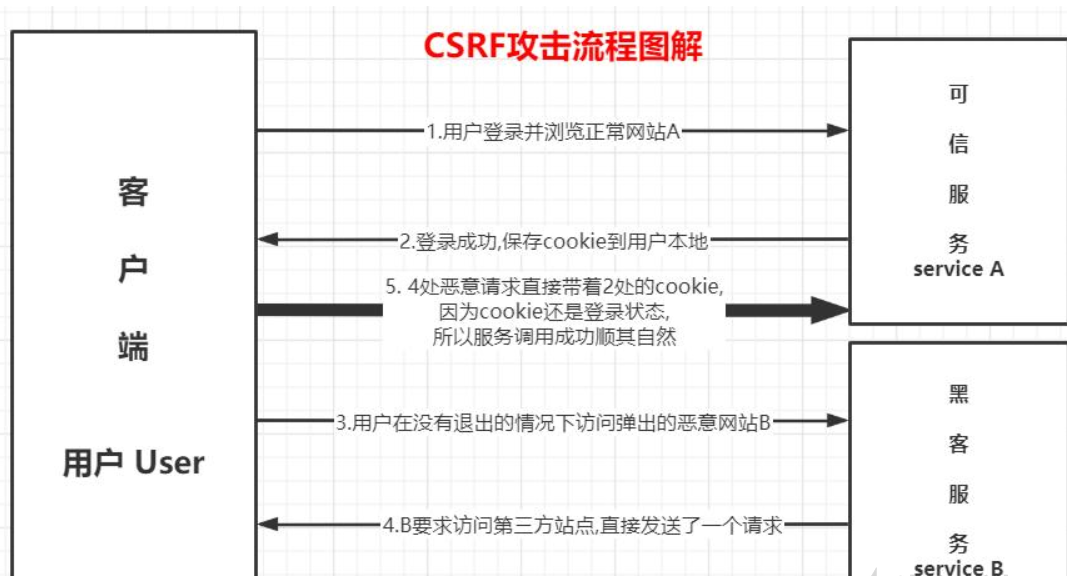 CSRF攻击流程图解
客
户
端
用户 User
1.用户登录并浏览正常网站A
2.登录成功,保存cookie到用户本地
5. 4处恶意请求直接带着2处的cookie,
因为cookie还是登录状态,
所以服务调用成功顺其自然
3.用户在没有退出的情况下访问弹出的恶意网站B
4.B要求访问第三方站点,直接发送了一个请求
可
信
服
务
service A
黑
客
服
务
service B